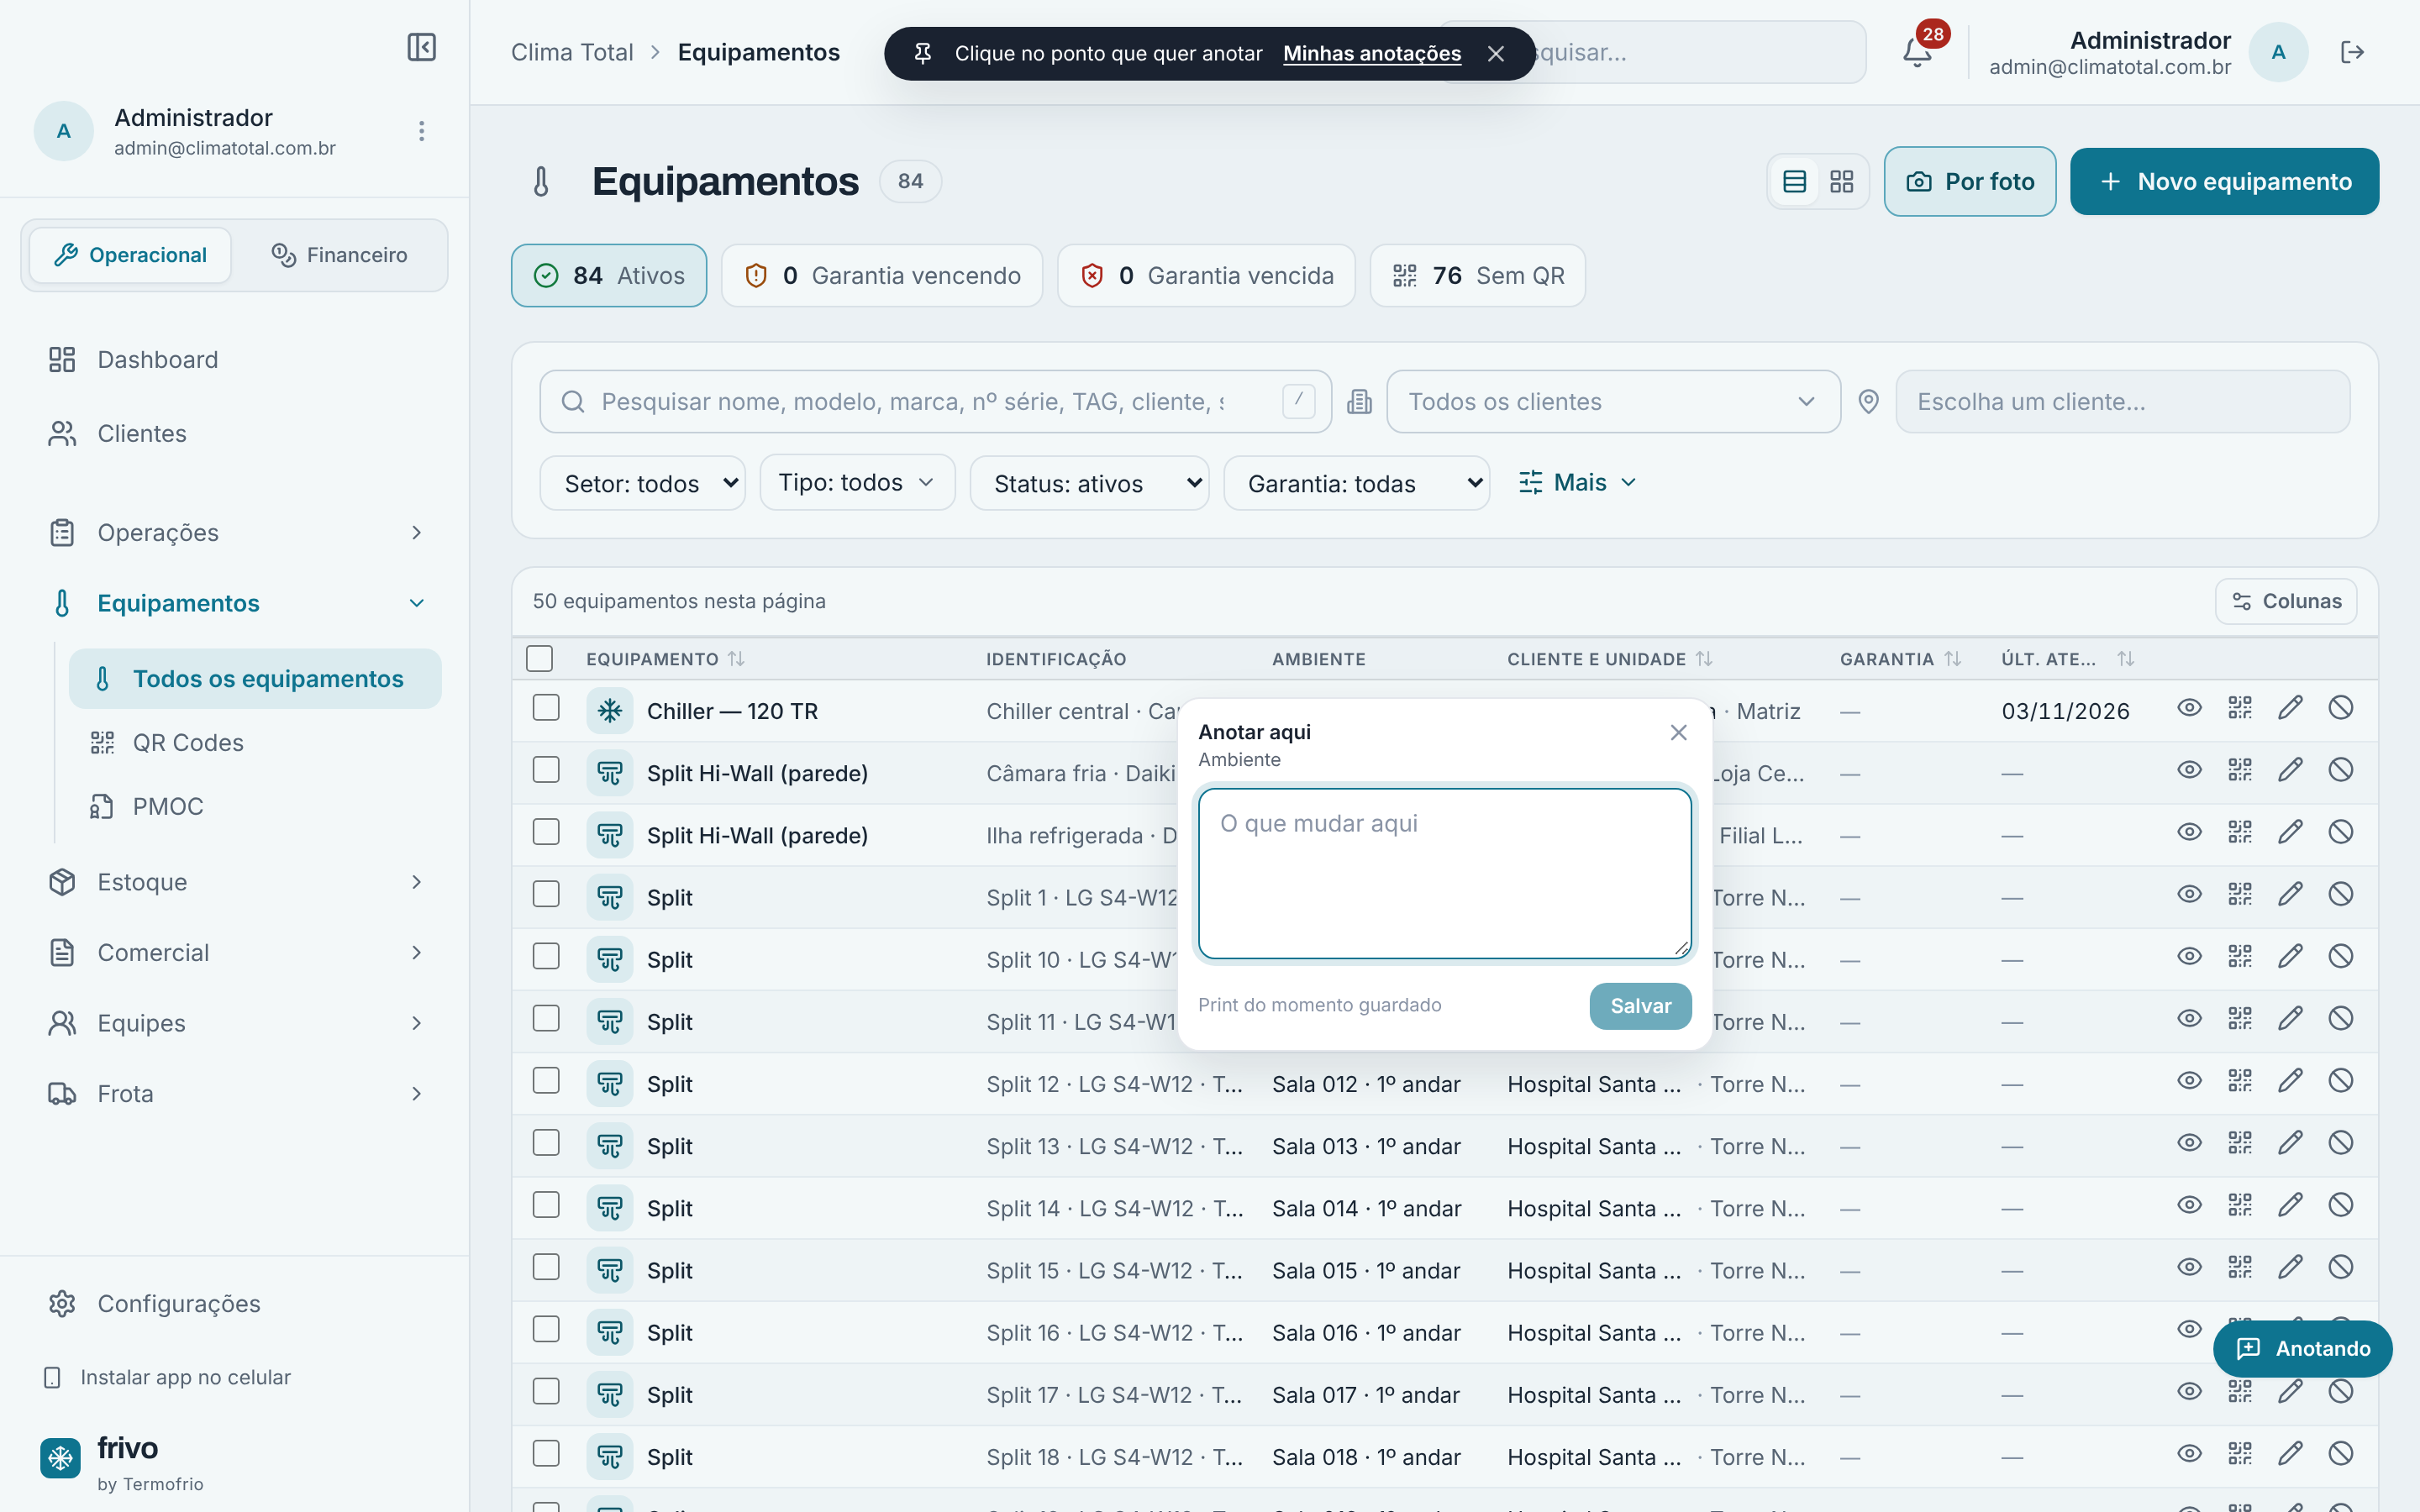 Clima Total > Equipamentos
Clique no ponto que quer anotar Minhas anotações
squisar...
28
Administrador
admin@climatotal.com.br
A
A
Administrador
admin@climatotal.com.br
Operacional
Financeiro
Dashboard
Clientes
Operações
Equipamentos
Todos os equipamentos
QR Codes
PMOC
Estoque
Comercial
Equipes
Frota
Configurações
Instalar app no celular
frivo
by Termofrio
Equipamentos 84
Por foto
+ Novo equipamento
84 Ativos
0 Garantia vencendo
0 Garantia vencida
76 Sem QR
Pesquisar nome, modelo, marca, nº série, TAG, cliente, s
/
Todos os clientes
Escolha um cliente...
Setor: todos
Tipo: todos
Status: ativos
Garantia: todas
Mais
50 equipamentos nesta página
Colunas
EQUIPAMENTO IDENTIFICAÇÃO AMBIENTE CLIENTE E UNIDADE GARANTIA ÚLT. ATE...
Chiller — 120 TR Chiller central · Ca · Matriz — 03/11/2026
Split Hi-Wall (parede) Câmara fria · Daiki Loja Ce... — —
Split Hi-Wall (parede) Ilha refrigerada · D Filial L... — —
Split Split 1 · LG S4-W12 Torre N... — —
Split Split 10 · LG S4-W1 Torre N... — —
Split Split 11 · LG S4-W1 Torre N... — —
Split Split 12 · LG S4-W12 · T... Sala 012 · 1º andar Hospital Santa ... · Torre N... — —
Split Split 13 · LG S4-W12 · T... Sala 013 · 1º andar Hospital Santa ... · Torre N... — —
Split Split 14 · LG S4-W12 · T... Sala 014 · 1º andar Hospital Santa ... · Torre N... — —
Split Split 15 · LG S4-W12 · T... Sala 015 · 1º andar Hospital Santa ... · Torre N... — —
Split Split 16 · LG S4-W12 · T... Sala 016 · 1º andar Hospital Santa ... · Torre N... — —
Split Split 17 · LG S4-W12 · T... Sala 017 · 1º andar Hospital Santa ... · Torre N... — —
Split Split 18 · LG S4-W12 · T... Sala 018 · 1º andar Hospital Santa ... · Torre N... — —
Anotar aqui
Ambiente
O que mudar aqui
Print do momento guardado
Salvar
Anotando